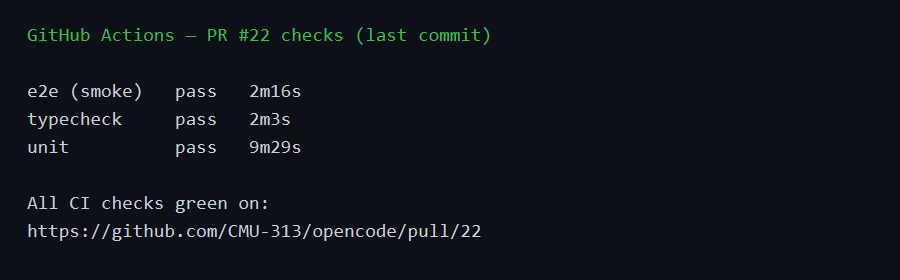 GitHub Actions — PR #22 checks (last commit)
e2e (smoke)   pass   2m16s
typecheck     pass   2m3s
unit          pass   9m29s
All CI checks green on:
https://github.com/CMU-313/opencode/pull/22